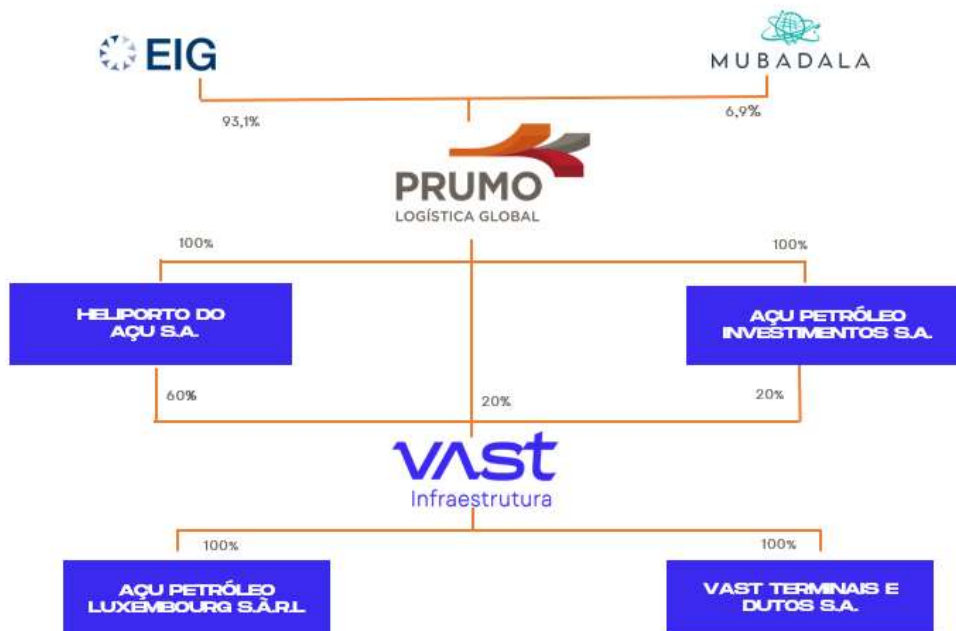 EIG
MUBADALA
93,1%
6,9%
PRUMO
LOGÍSTICA GLOBAL
100%
100%
HELIPORTO DO
AÇU S.A.
AÇU PETRÓLEO
INVESTIMENTOS S.A.
60%
20%
20%
vast
Infraestrutura
100%
100%
AÇU PETRÓLEO
LUXEMBOURG S.À.R.L
VAST TERMINAIS E
DUTOS S.A.